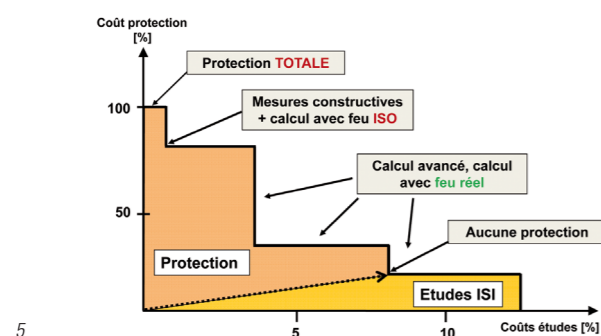 Coût protection
[%]
Protection TOTALE
100
Mesures constructives
+ calcul avec feu ISO
Calcul avancé, calcul
avec feu réel
50
Aucune protection
Protection
Etudes ISI
5
5
10
Coûts études [%]